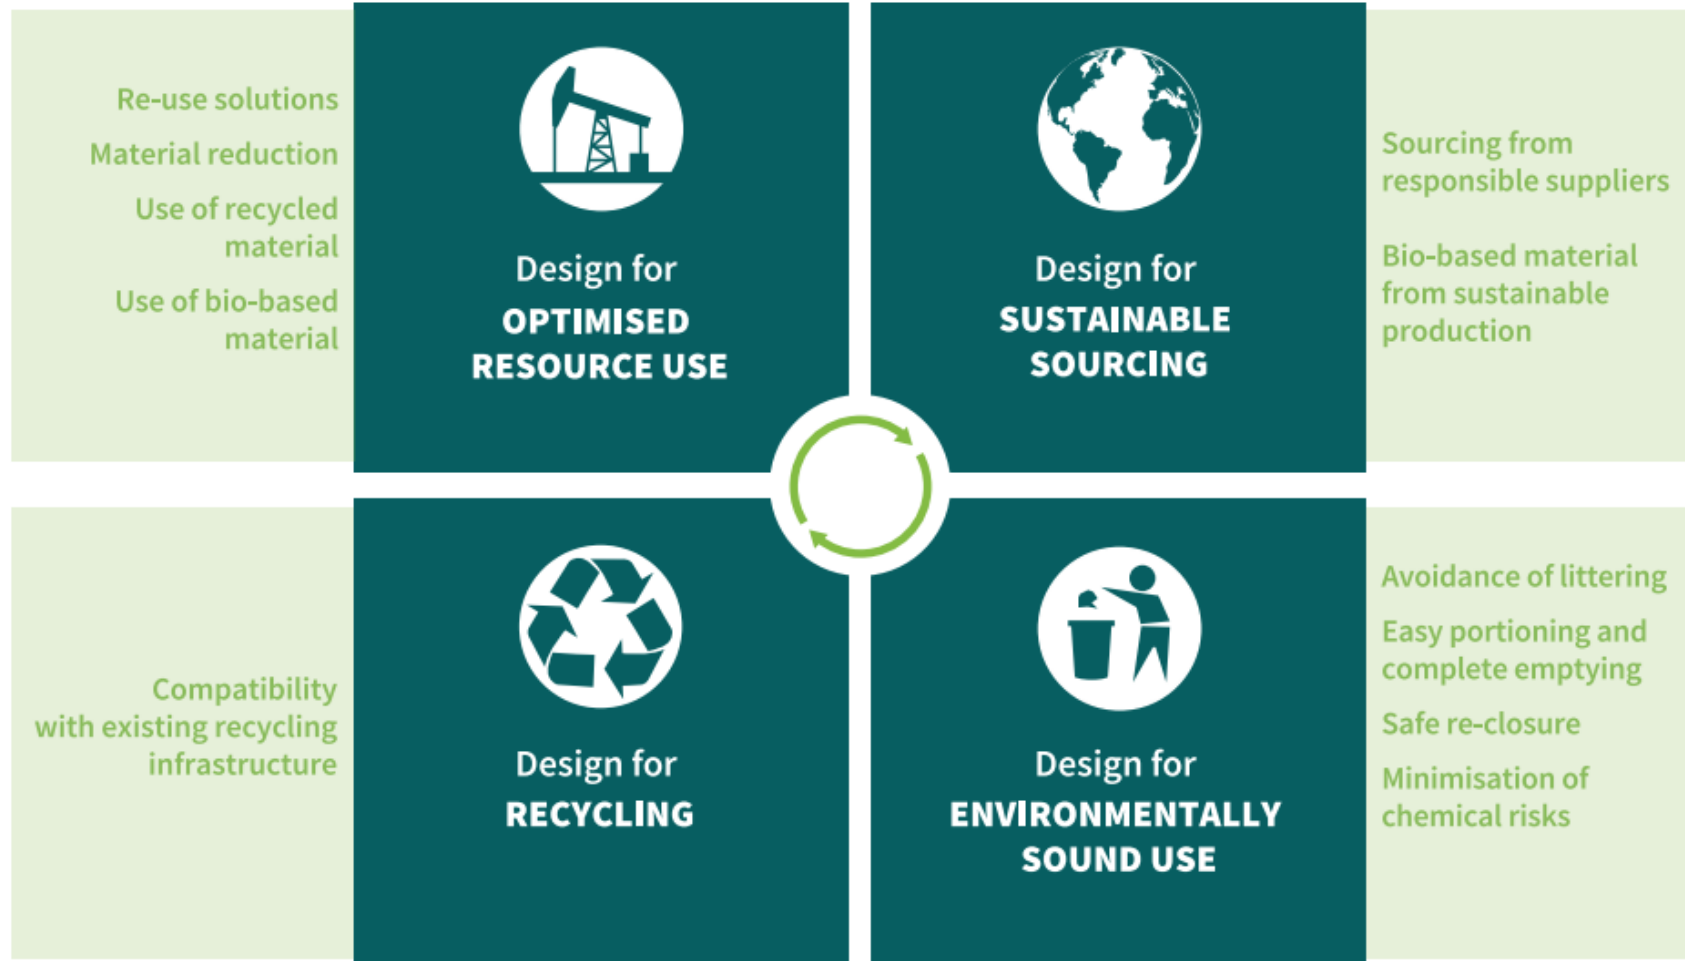 Re-use solutions
Material reduction
Use of recycled
material
Use of bio-based
material
Design for
OPTIMISED
RESOURCE USE
Design for
SUSTAINABLE
SOURCING
Sourcing from
responsible suppliers
Bio-based material
from sustainable
production
Compatibility
with existing recycling
infrastructure
Design for
RECYCLING
Design for
ENVIRONMENTALLY
SOUND USE
Avoidance of littering
Easy portioning and
complete emptying
Safe re-closure
Minimisation of
chemical risks